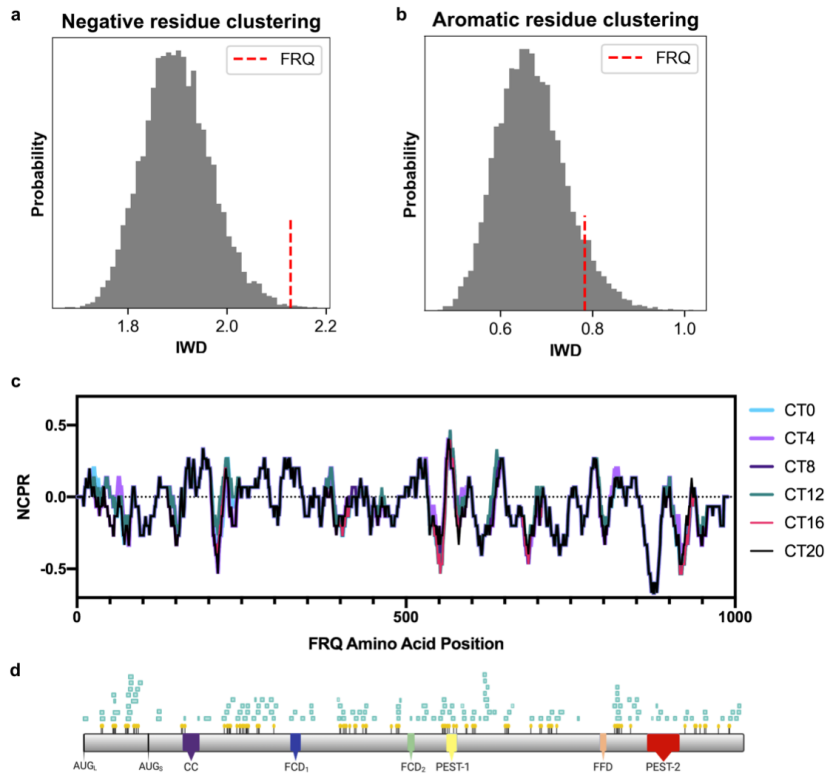 a
Negative residue clustering
FRQ
Probability
1.8 2.0 2.2
IWD
b
Aromatic residue clustering
FRQ
Probability
0.6 0.8 1.0
IWD
c
NCPR
0.5
0.0
-0.5
0 500 1000
FRQ Amino Acid Position
CT0
CT4
CT8
CT12
CT16
CT20
d
AUGL AUGS CC FCD1 FCD2 PEST-1 FFD PEST-2